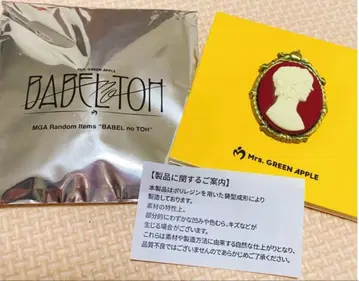 Mrs. GREEN APPLE
BABEL no TOH
MGA Random Items "BABEL no TOH"
Mrs. GREEN APPLE
【製品に関するご案内】
本製品はポリレジンを用いた袋型成形により
製造しております。
素材の特性上、
部分的にわずかな凹みや色むら、キズなどが
生じる場合がございます。
これらは素材や製造方法に由来する自然な仕上がりとなり、
品質不良ではございませんのであらかじめご了承ください。